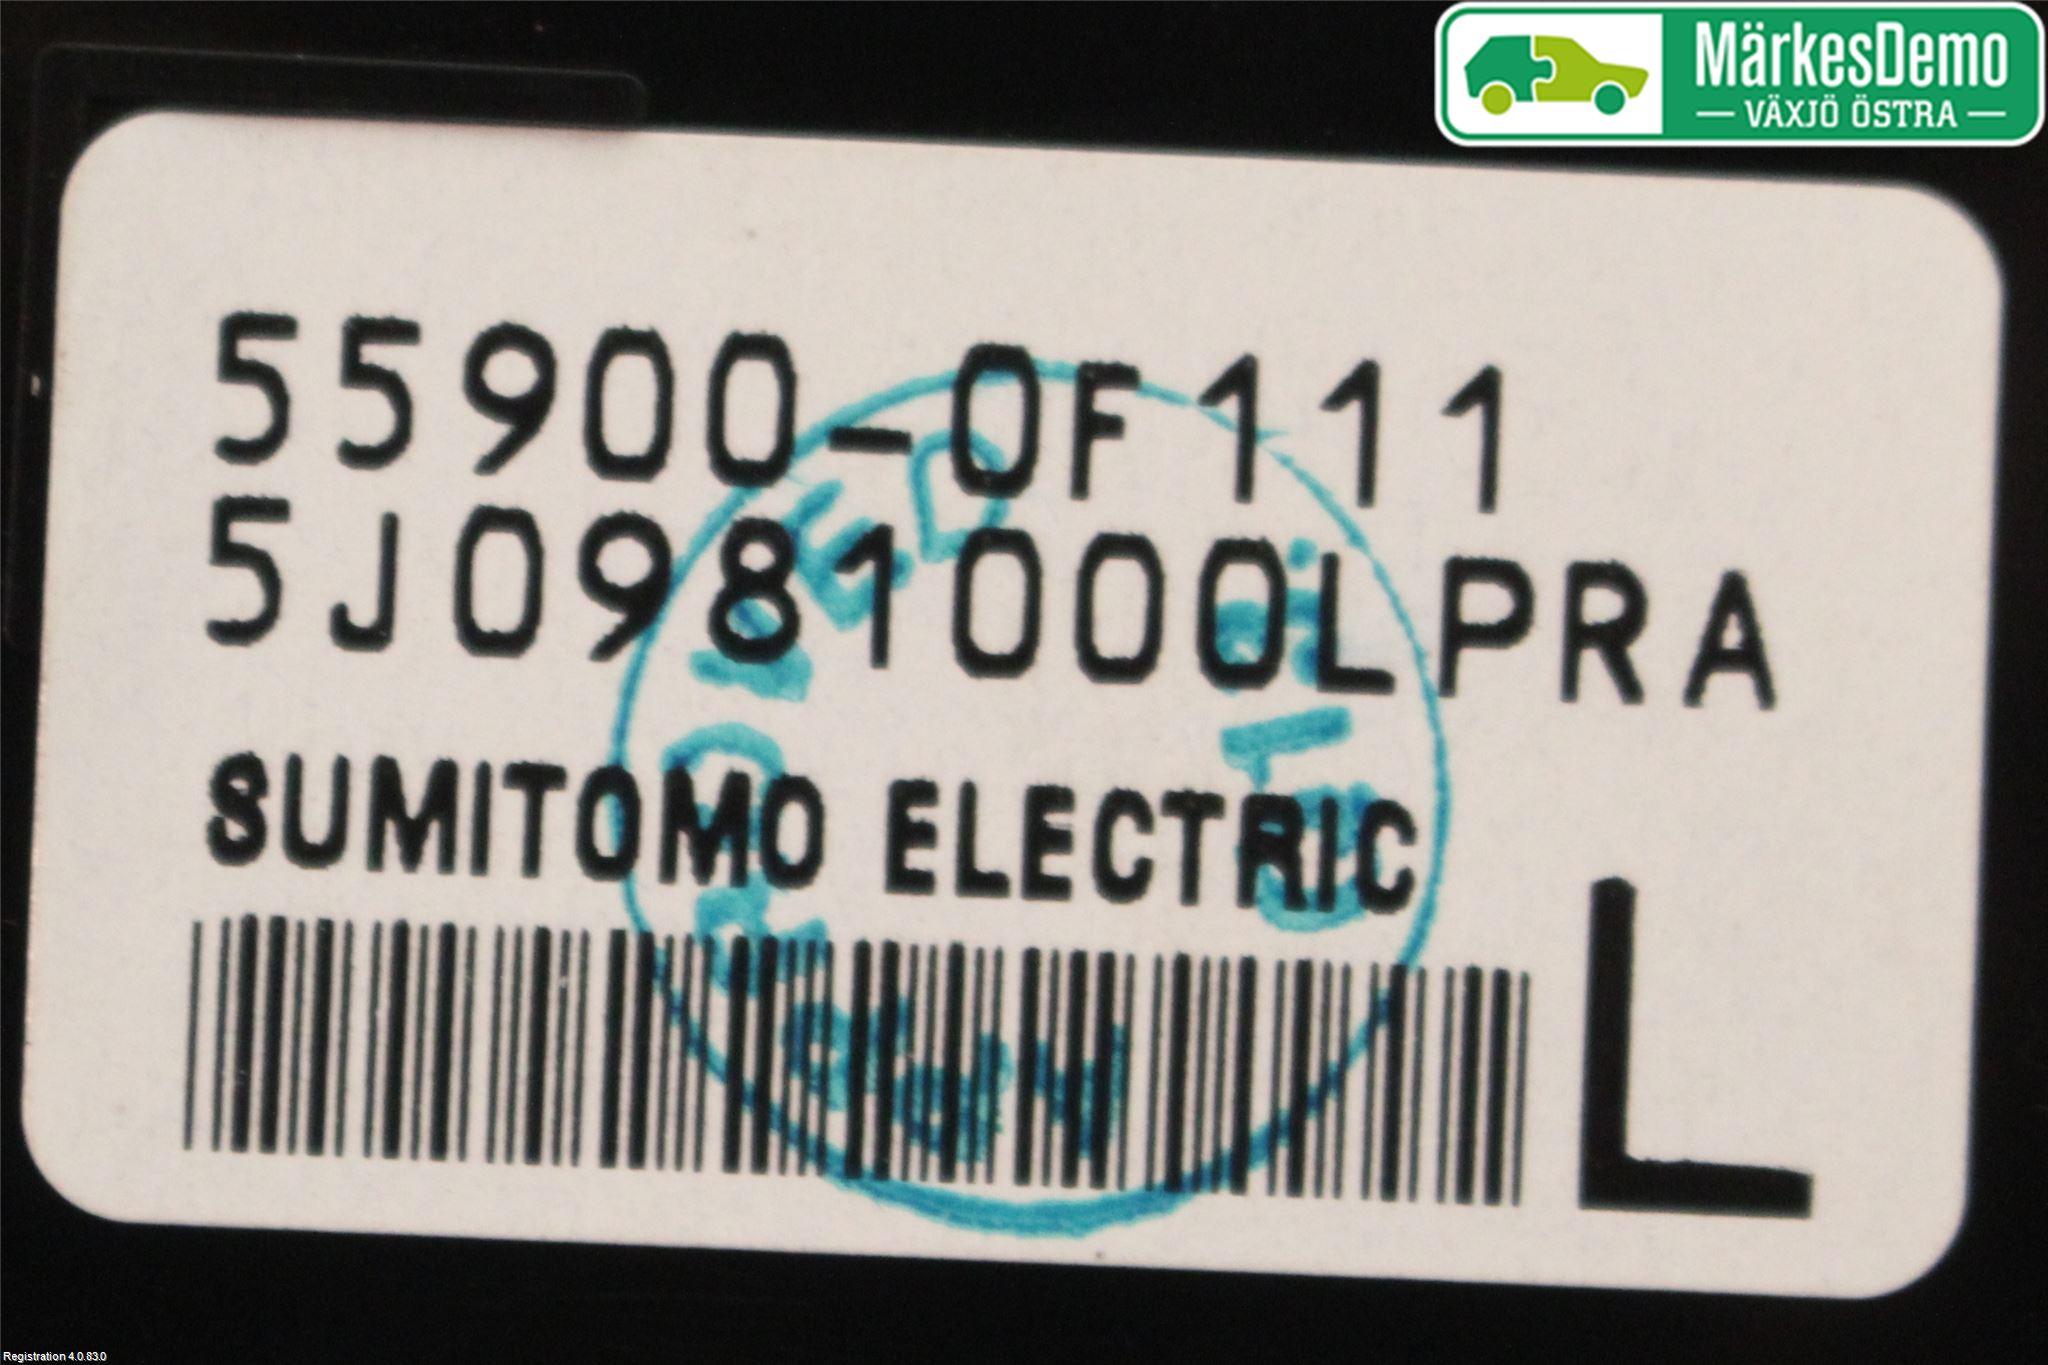 MärkesDemo
VÄXJÖ ÖSTRA
55900-0F111
5J0981000LPRA
SUMITOMO ELECTRIC
L
Registration 4.0.83.0